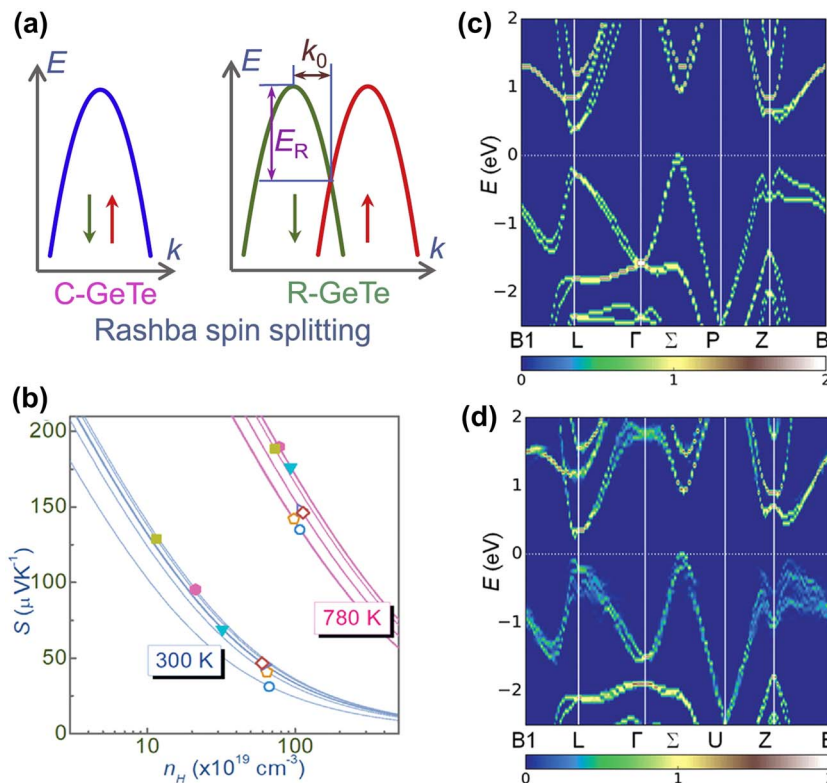 (a)
E
k
C-GeTe
E
k₀
E_R
k
R-GeTe
Rashba spin splitting
(b)
S (μVK⁻¹)
200
150
100
50
0
780 K
300 K
10
100
n_H (x10¹⁹ cm⁻³)
(c)
E (eV)
2
1
0
−1
−2
B1 L Γ Σ P Z B
0 1 2
(d)
E (eV)
2
1
0
−1
−2
B1 L Γ Σ U Z
0 1